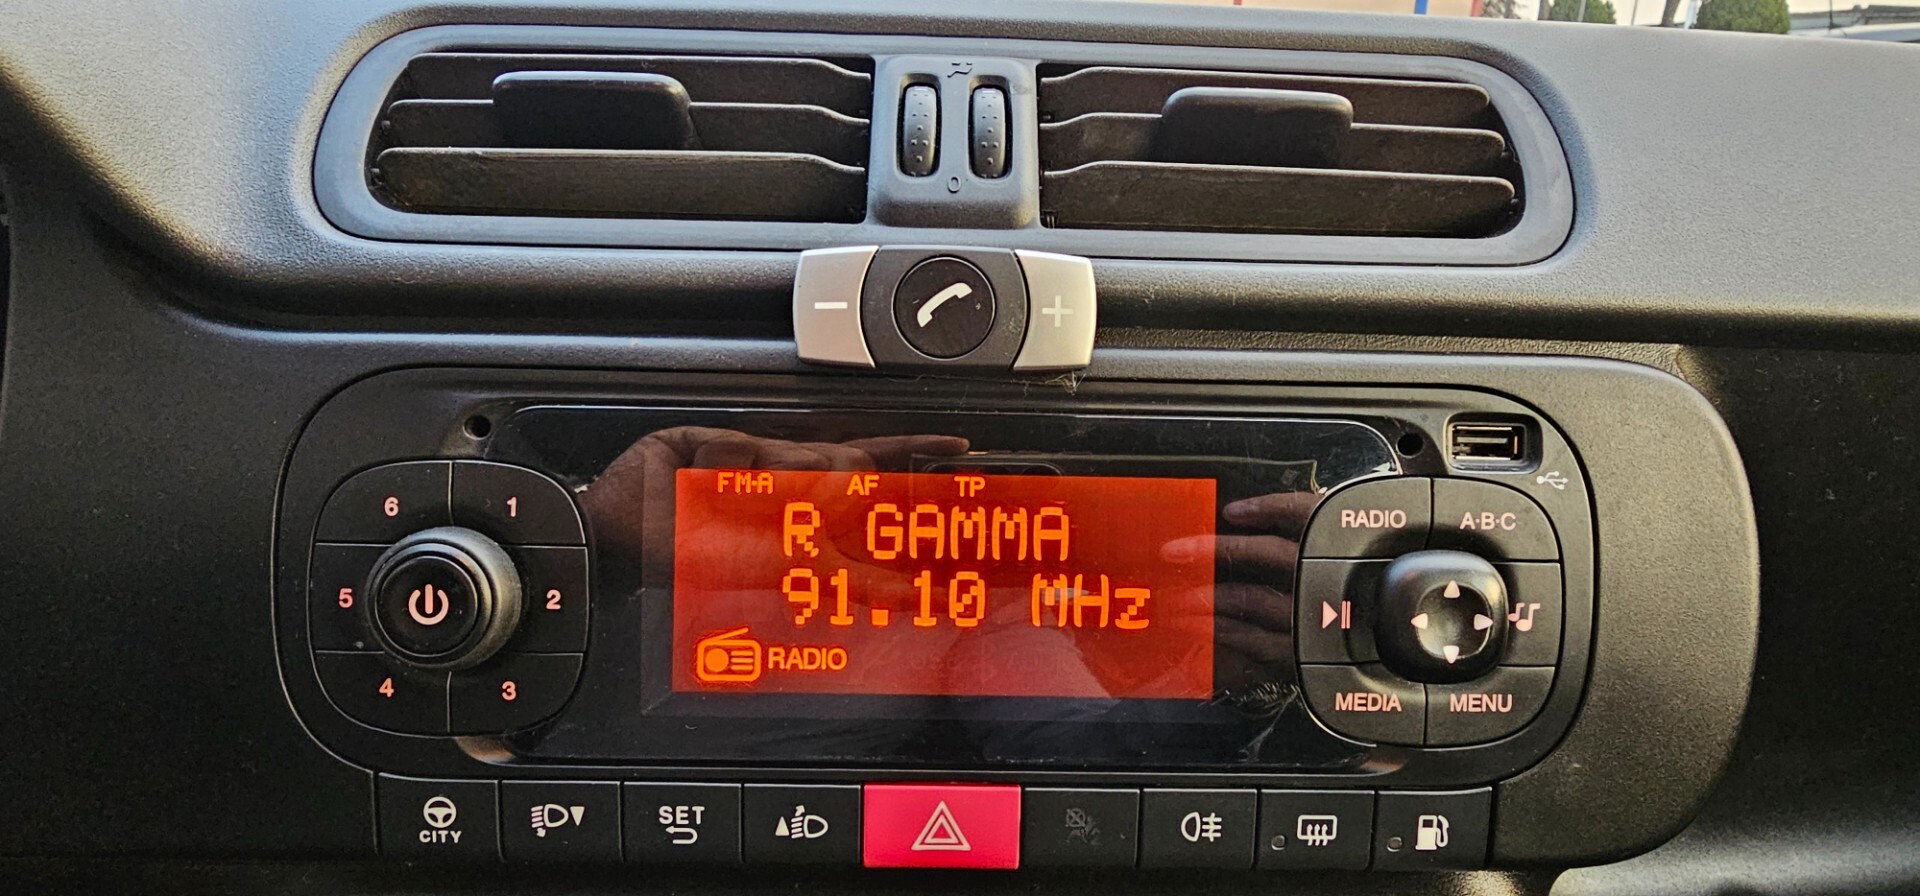 0
− +
FM-A AF TP
R GAMMA
91.10 MHz
RADIO
6 1
5 2
4 3
RADIO A·B·C
MEDIA MENU
CITY
SET